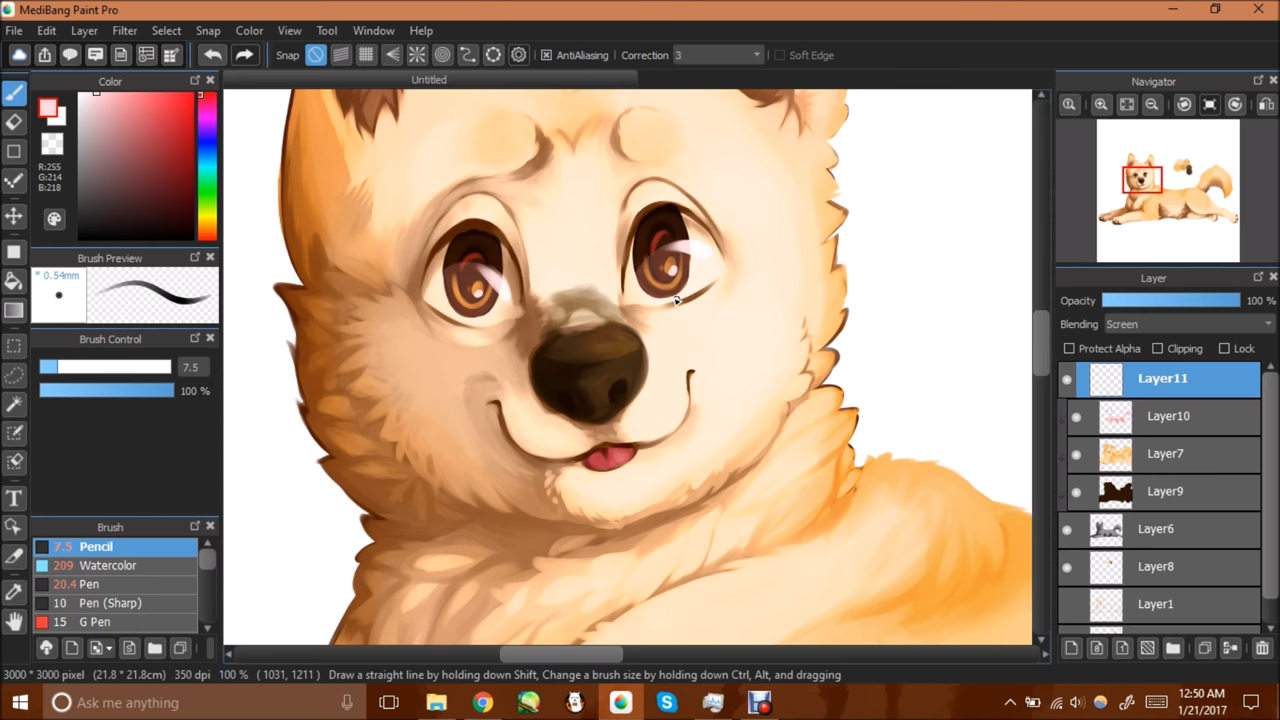 MediBang Paint Pro
File Edit Layer Filter Select Snap Color View Tool Window Help
Snap AntiAliasing Correction 3 Soft Edge
Color
Untitled
Navigator
R:255
G:214
B:218
Brush Preview
* 0.54mm
Brush Control
7.5
100 %
Layer
Opacity 100 %
Blending Screen
Protect Alpha Clipping Lock
Layer11
Layer10
Layer7
Layer9
Layer6
Layer8
Layer1
Brush
7.5 Pencil
209 Watercolor
20.4 Pen
10 Pen (Sharp)
15 G Pen
3000 * 3000 pixel (21.8 * 21.8cm) 350 dpi 100 % ( 1031, 1211 ) Draw a straight line by holding down Shift, Change a brush size by holding down Ctrl, Alt, and dragging
Ask me anything
12:50 AM
1/21/2017